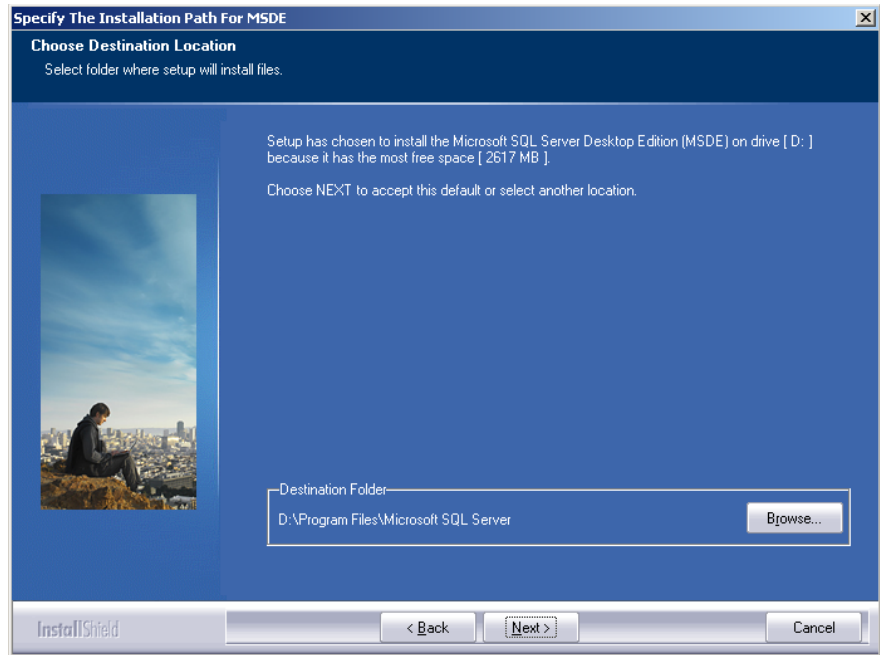 Specify The Installation Path For MSDE
Choose Destination Location
Select folder where setup will install files.
Setup has chosen to install the Microsoft SQL Server Desktop Edition (MSDE) on drive [ D: ]
because it has the most free space [ 2617 MB ].
Choose NEXT to accept this default or select another location.
Destination Folder
D:\Program Files\Microsoft SQL Server
Browse...
InstallShield
< Back
Next >
Cancel